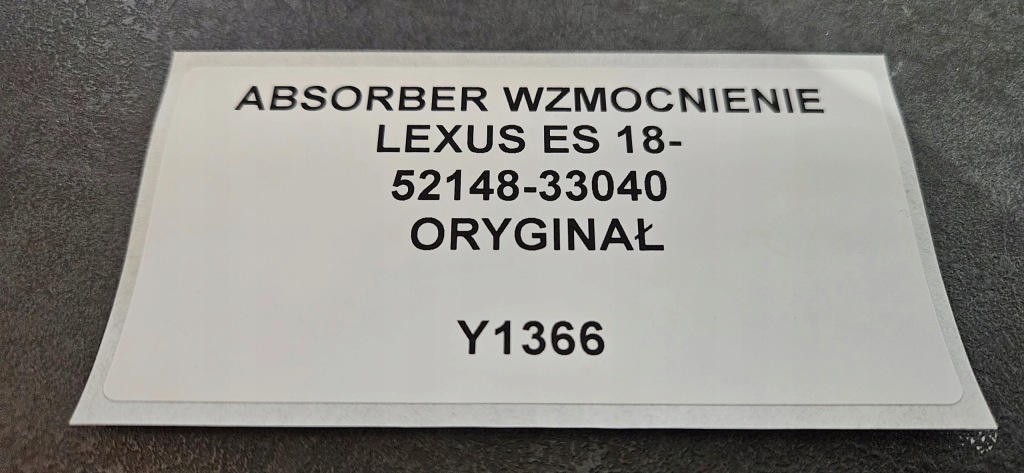 ABSORBER WZMOCNIENIE
LEXUS ES 18-
52148-33040
ORYGINAŁ
Y1366